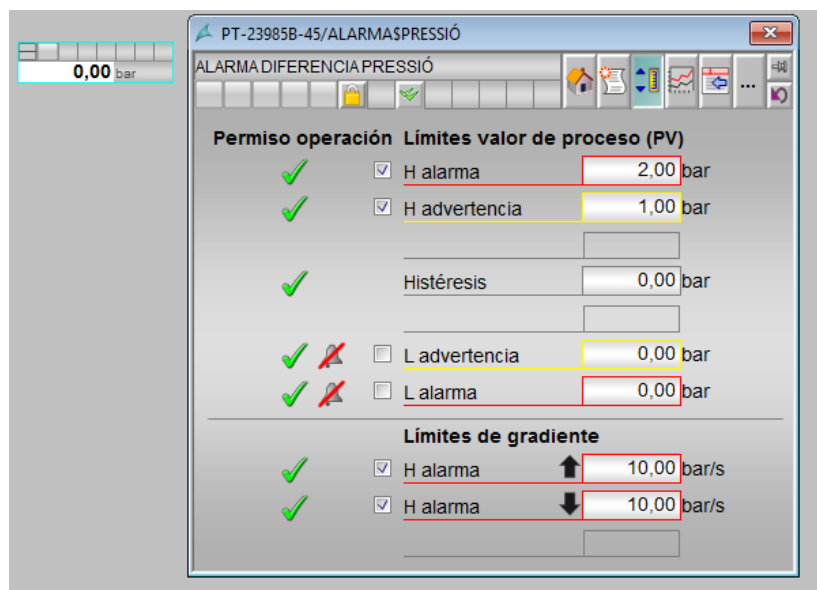 PT-23985B-45/ALARMA$PRESSIÓ
0,00 bar
ALARMA DIFERENCIA PRESSIÓ
...
Permiso operación Límites valor de proceso (PV)
H alarma 2,00 bar
H advertencia 1,00 bar
Histéresis 0,00 bar
L advertencia 0,00 bar
L alarma 0,00 bar
Límites de gradiente
H alarma 10,00 bar/s
H alarma 10,00 bar/s